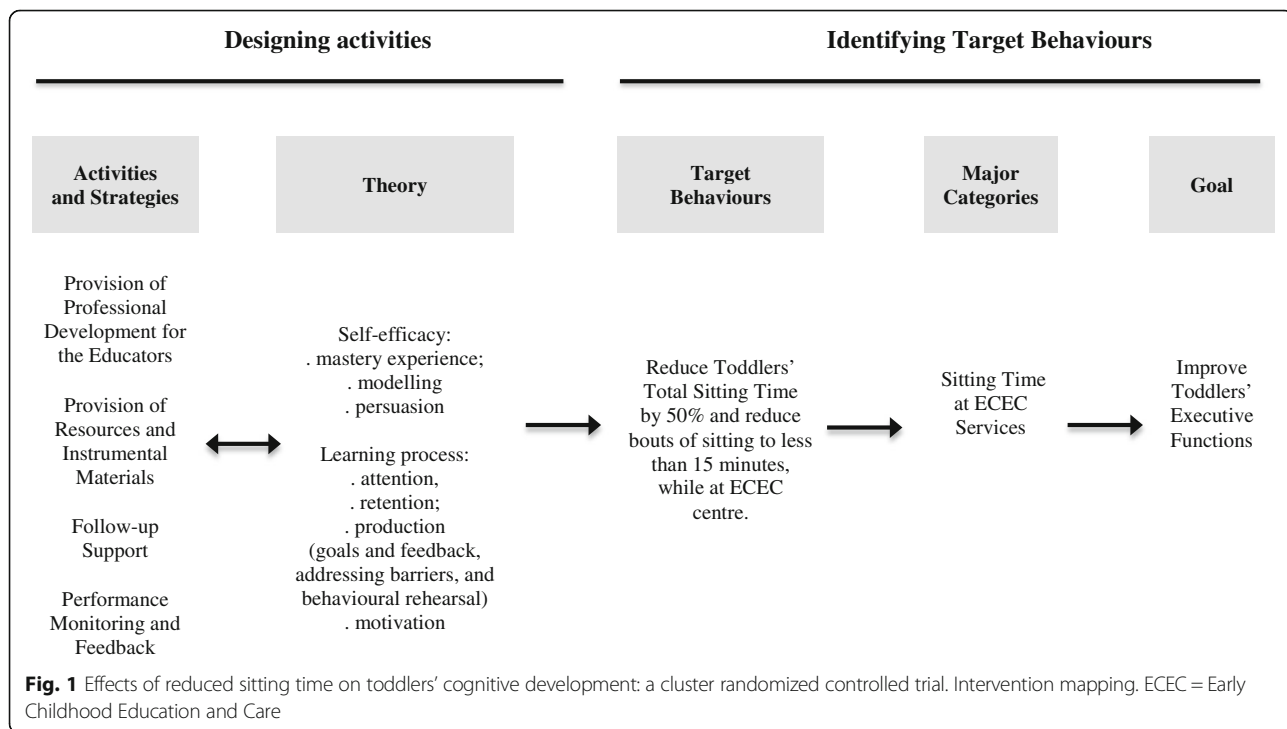 Designing activities
Identifying Target Behaviours
Activities
and Strategies
Theory
Target
Behaviours
Major
Categories
Goal
Provision of
Professional
Development for
the Educators
Provision of
Resources and
Instrumental
Materials
Follow-up
Support
Performance
Monitoring and
Feedback
Self-efficacy:
. mastery experience;
. modelling
. persuasion
Learning process:
. attention,
. retention;
. production
(goals and feedback,
addressing barriers, and
behavioural rehearsal)
. motivation
Reduce Toddlers'
Total Sitting Time
by 50% and reduce
bouts of sitting to less
than 15 minutes,
while at ECEC
centre.
Sitting Time
at ECEC
Services
Improve
Toddlers'
Executive
Functions
Fig. 1 Effects of reduced sitting time on toddlers' cognitive development: a cluster randomized controlled trial. Intervention mapping. ECEC = Early
Childhood Education and Care